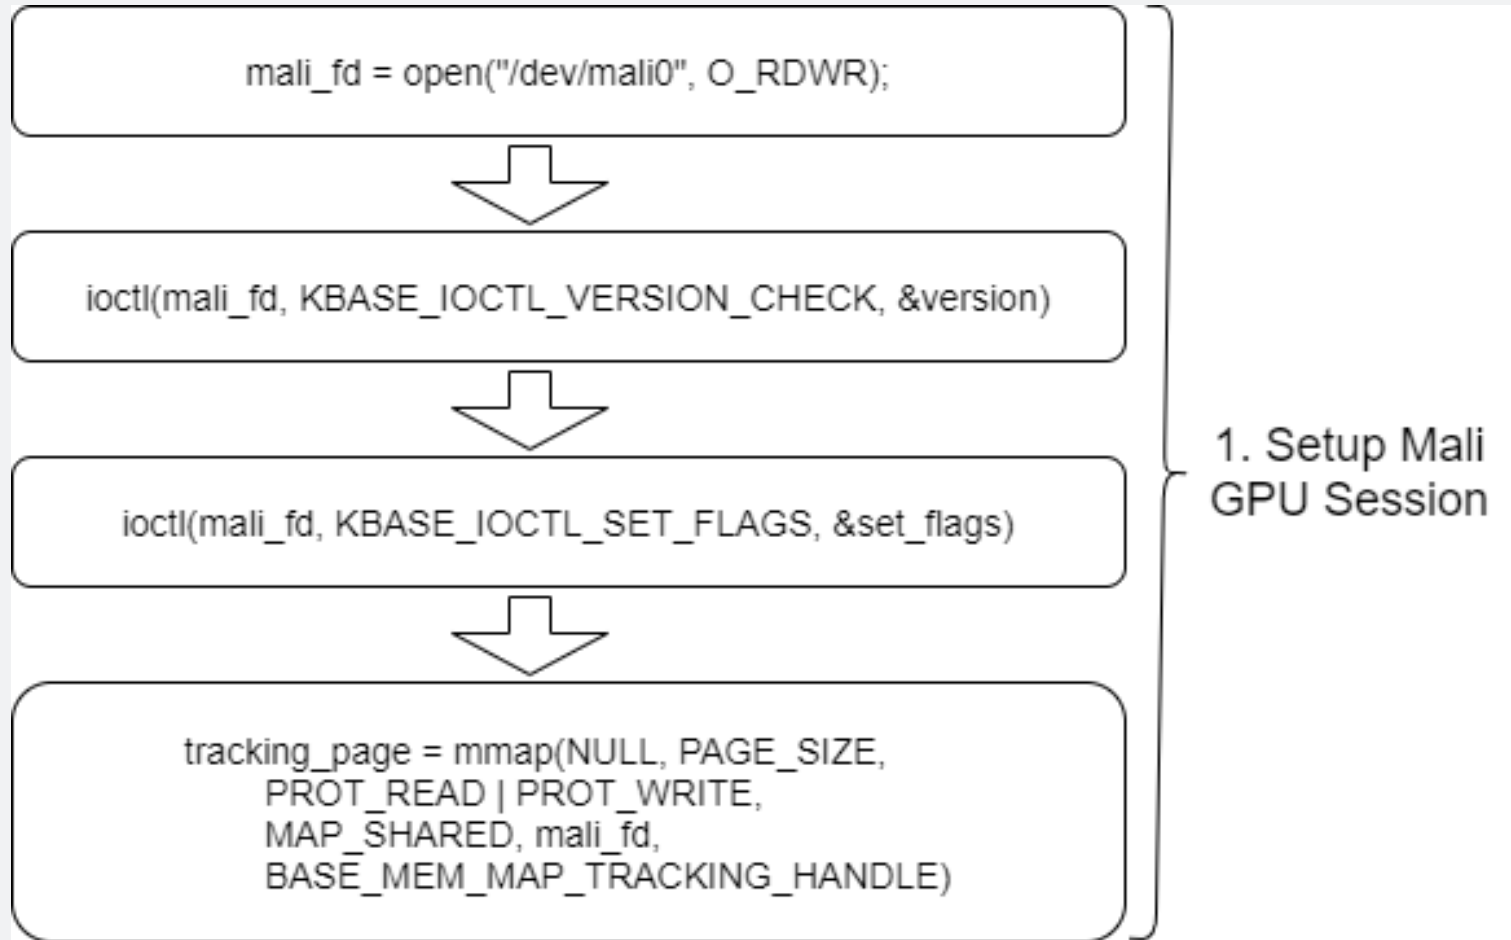 mali_fd = open("/dev/mali0", O_RDWR);
ioctl(mali_fd, KBASE_IOCTL_VERSION_CHECK, &version)
ioctl(mali_fd, KBASE_IOCTL_SET_FLAGS, &set_flags)
tracking_page = mmap(NULL, PAGE_SIZE,
PROT_READ | PROT_WRITE,
MAP_SHARED, mali_fd,
BASE_MEM_MAP_TRACKING_HANDLE)
1. Setup Mali
GPU Session